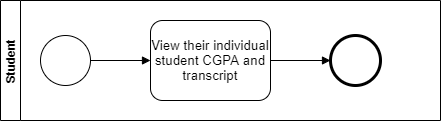 Student
View their individual
student CGPA and
transcript